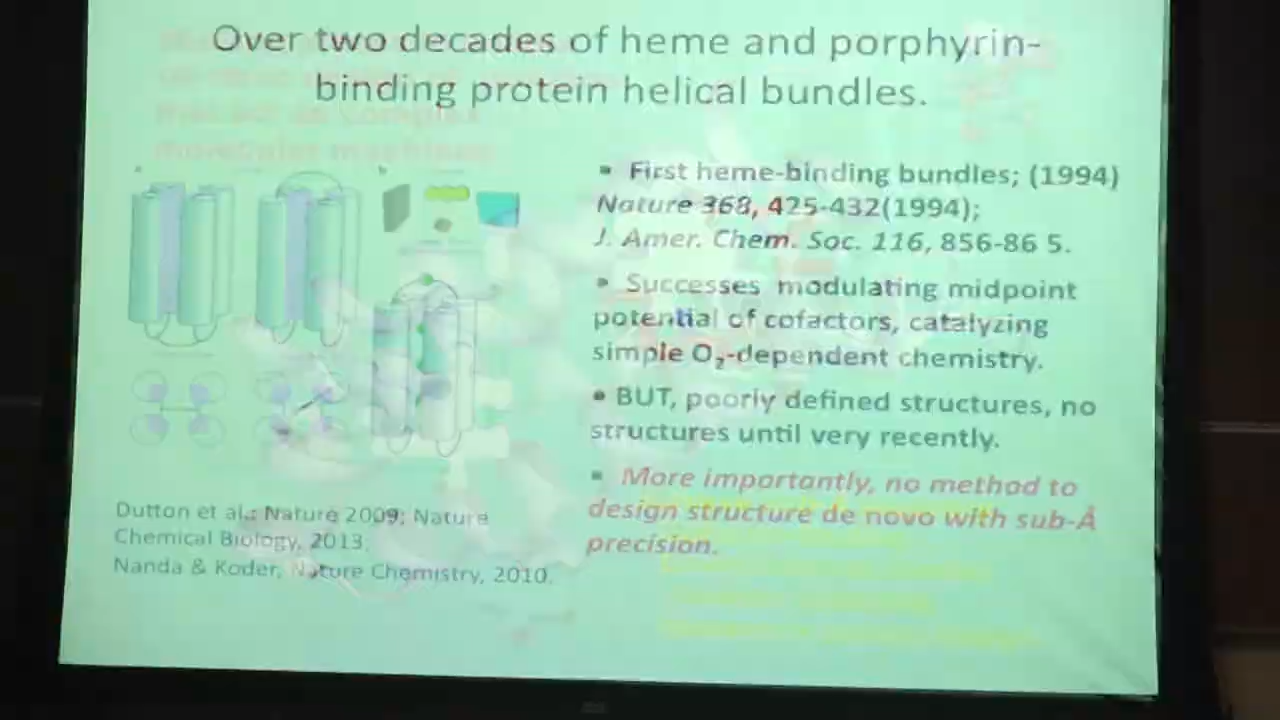 Over two decades of heme and porphyrin-
binding protein helical bundles.
▪ First heme-binding bundles; (1994)
Nature 368, 425-432(1994);
J. Amer. Chem. Soc. 116, 856-86 5.
▪ Successes modulating midpoint
potential of cofactors, catalyzing
simple O₂-dependent chemistry.
• BUT, poorly defined structures, no
structures until very recently.
▪ More importantly, no method to
design structure de novo with sub-Å
precision.
Dutton et al.: Nature 2009; Nature
Chemical Biology, 2013.
Nanda & Koder, Nature Chemistry, 2010.